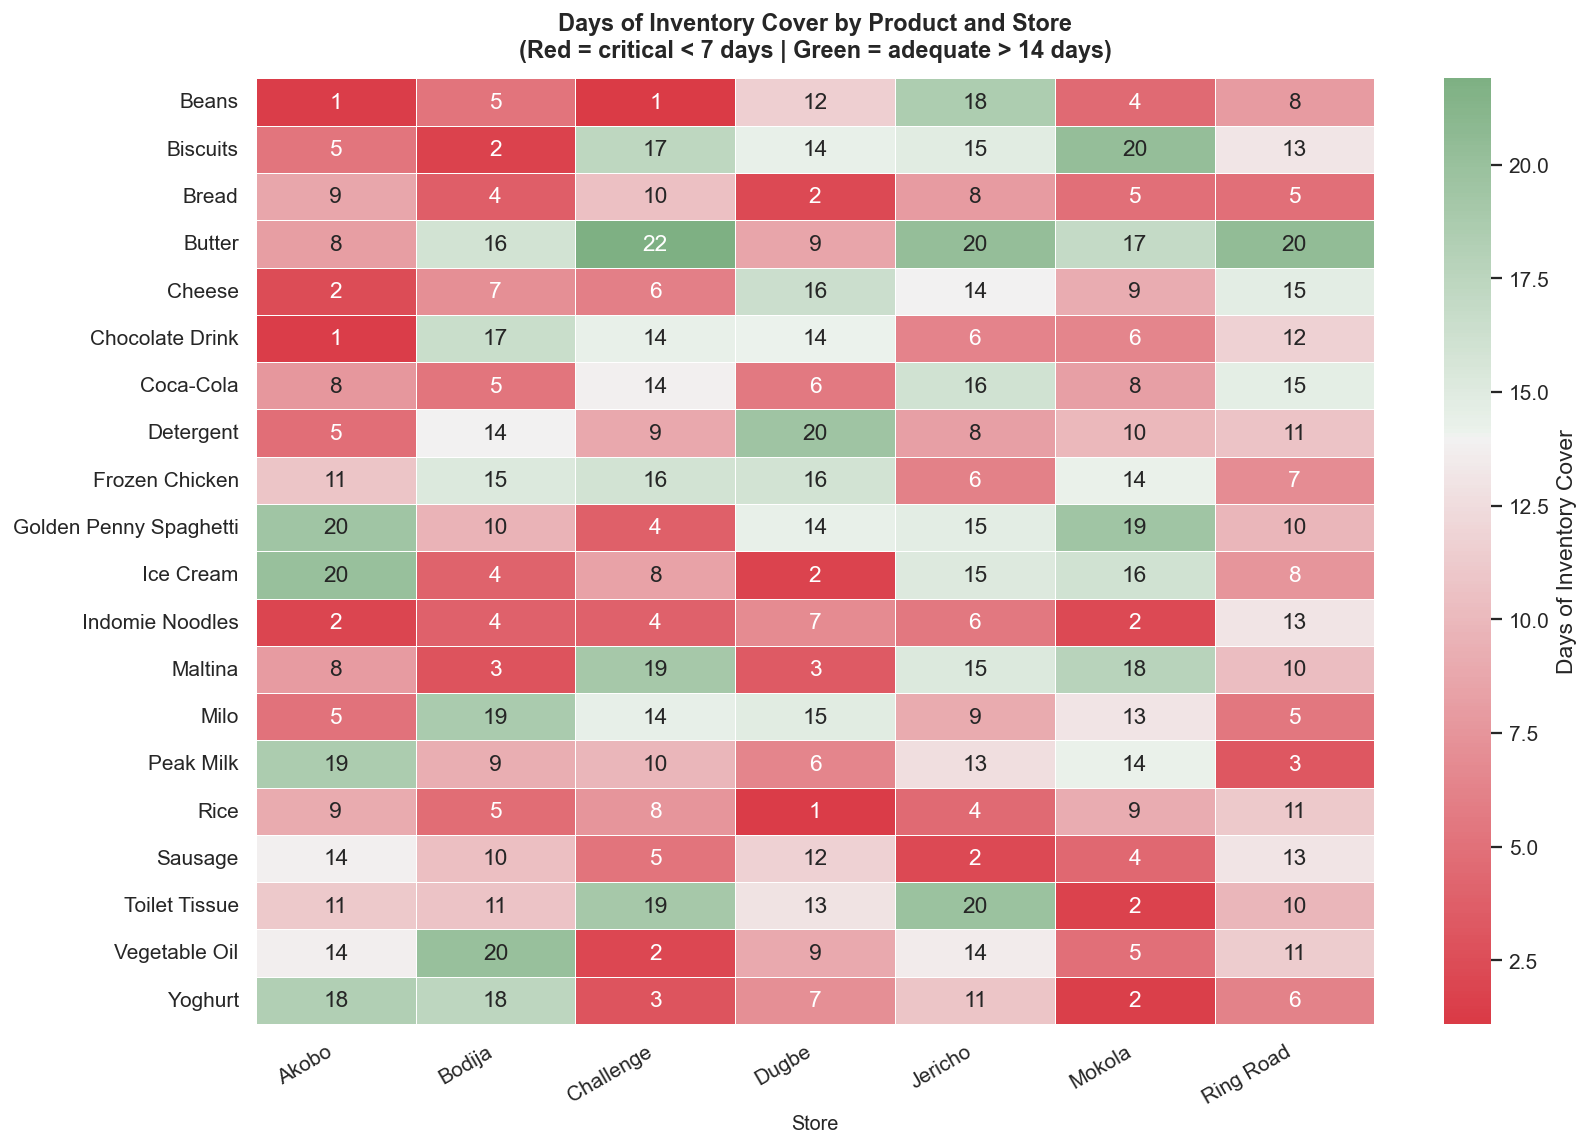 Days of Inventory Cover by Product and Store
(Red = critical < 7 days | Green = adequate > 14 days)
Beans 1 5 1 12 18 4 8
Biscuits 5 2 17 14 15 20 13
Bread 9 4 10 2 8 5 5
Butter 8 16 22 9 20 17 20
Cheese 2 7 6 16 14 9 15
Chocolate Drink 1 17 14 14 6 6 12
Coca-Cola 8 5 14 6 16 8 15
Detergent 5 14 9 20 8 10 11
Frozen Chicken 11 15 16 16 6 14 7
Golden Penny Spaghetti 20 10 4 14 15 19 10
Ice Cream 20 4 8 2 15 16 8
Indomie Noodles 2 4 4 7 6 2 13
Maltina 8 3 19 3 15 18 10
Milo 5 19 14 15 9 13 5
Peak Milk 19 9 10 6 13 14 3
Rice 9 5 8 1 4 9 11
Sausage 14 10 5 12 2 4 13
Toilet Tissue 11 11 19 13 20 2 10
Vegetable Oil 14 20 2 9 14 5 11
Yoghurt 18 18 3 7 11 2 6
Akobo Bodija Challenge Dugbe Jericho Mokola Ring Road
Store
20.0
17.5
15.0
12.5
10.0
7.5
5.0
2.5
Days of Inventory Cover